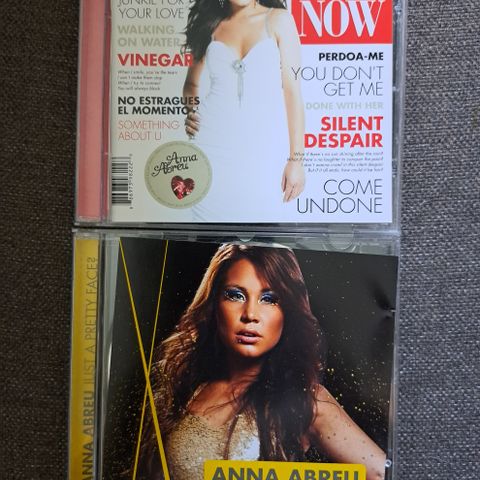 JUNKIE FOR
YOUR LOVE
WALKING
ON WATER
VINEGAR
NO ESTRAGUES
EL MOMENTO
SOMETHING
ABOUT U
Anna
Abreu
NOW
PERDOA-ME
YOU DON'T
GET ME
DONE WITH HER
SILENT
DESPAIR
COME
UNDONE
ANNA ABREU JUST A PRETTY FACE?
ANNA ABREU